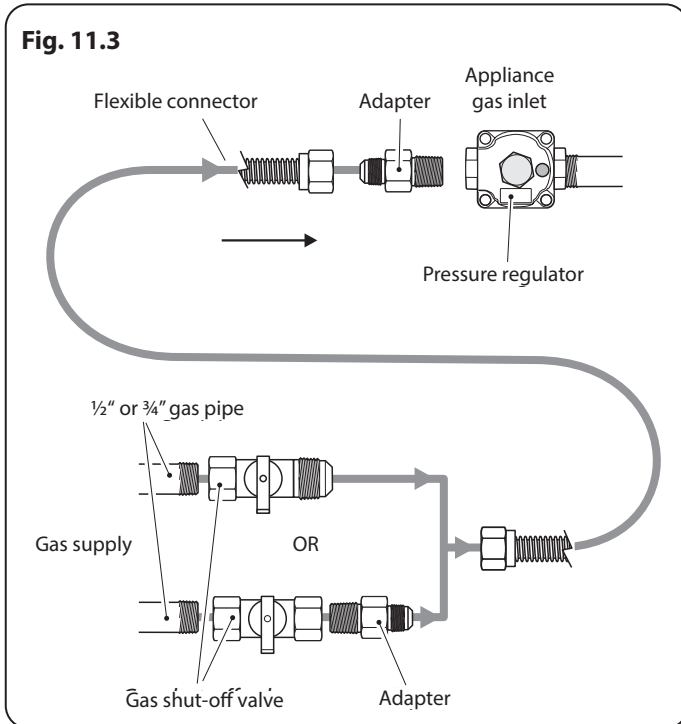 Fig. 11.3
Appliance
gas inlet
Flexible connector
Adapter
Pressure regulator
½“ or ¾” gas pipe
Gas supply
OR
Gas shut-off valve
Adapter